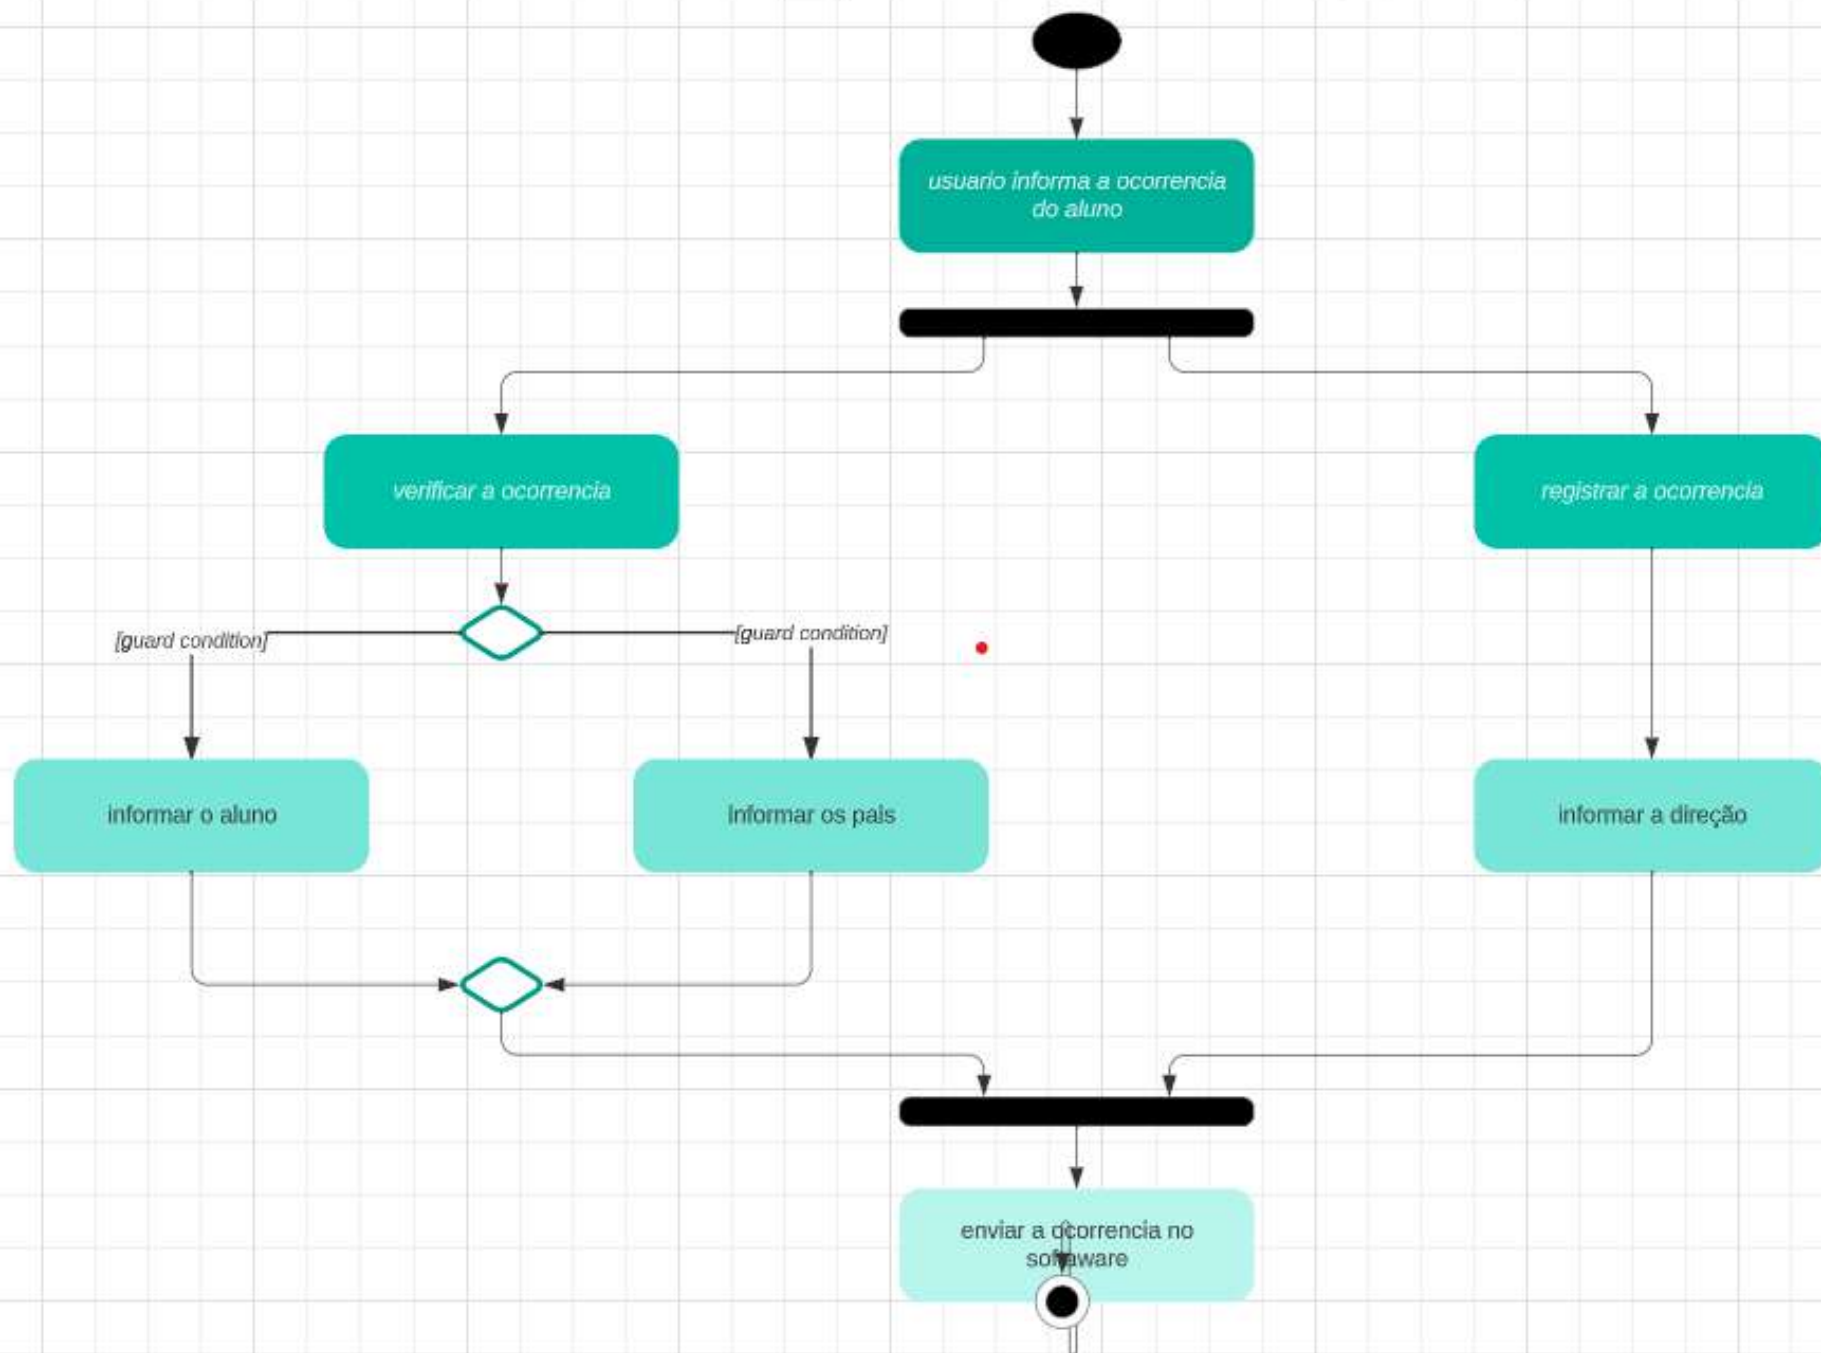 usuario informa a ocorrencia
do aluno
verificar a ocorrencia
registrar a ocorrencia
[guard condition]
[guard condition]
informar o aluno
Informar os pais
informar a direção
enviar a ocorrencia no